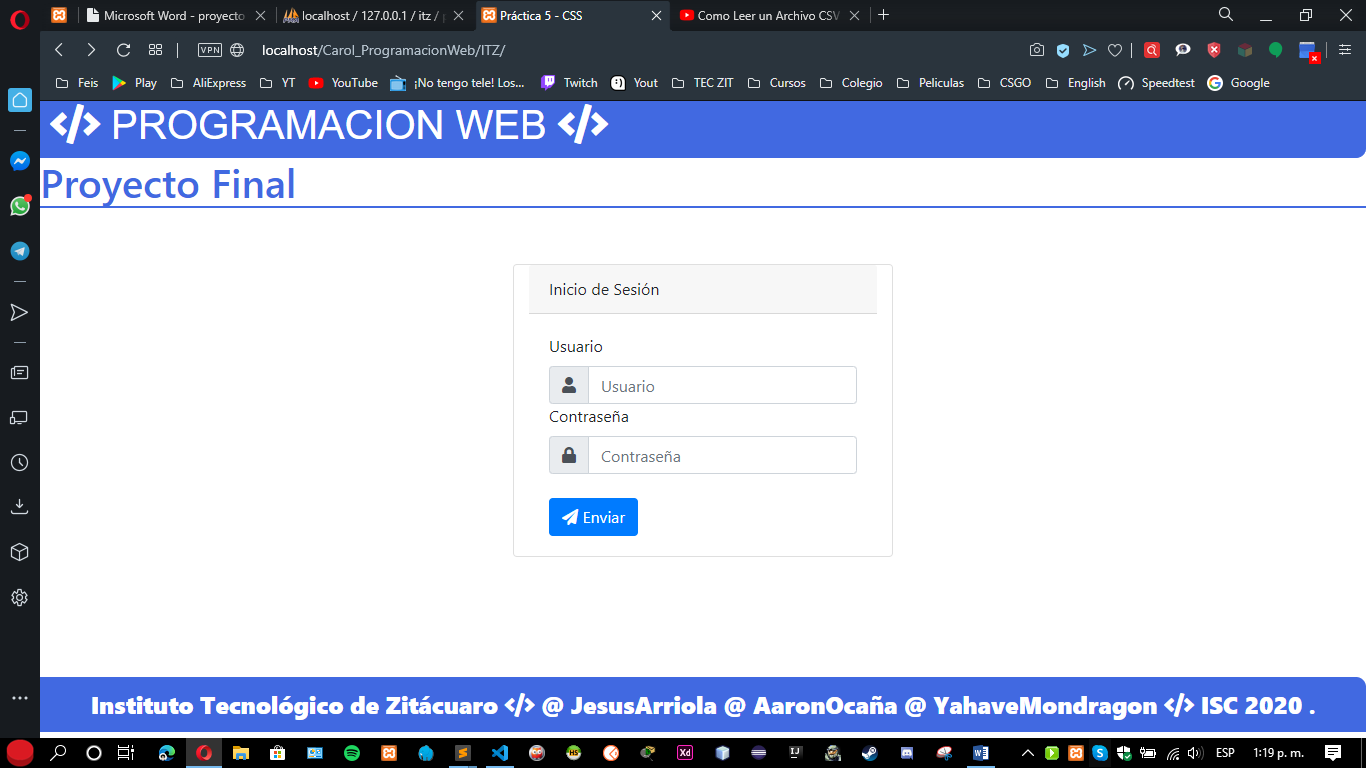 Microsoft Word - proyecto
localhost / 127.0.0.1 / itz / p
Práctica 5 - CSS
Como Leer un Archivo CSV
VPN
localhost/Carol_ProgramacionWeb/ITZ/
Feis
Play
AliExpress
YT
YouTube
¡No tengo tele! Los...
Twitch
Yout
TEC ZIT
Cursos
Colegio
Peliculas
CSGO
English
Speedtest
Google
</> PROGRAMACION WEB </>
Proyecto Final
Inicio de Sesión
Usuario
Usuario
Contraseña
Contraseña
Enviar
Instituto Tecnológico de Zitácuaro </> @ JesusArriola @ AaronOcaña @ YahaveMondragon </> ISC 2020 .
ESP
1:19 p. m.